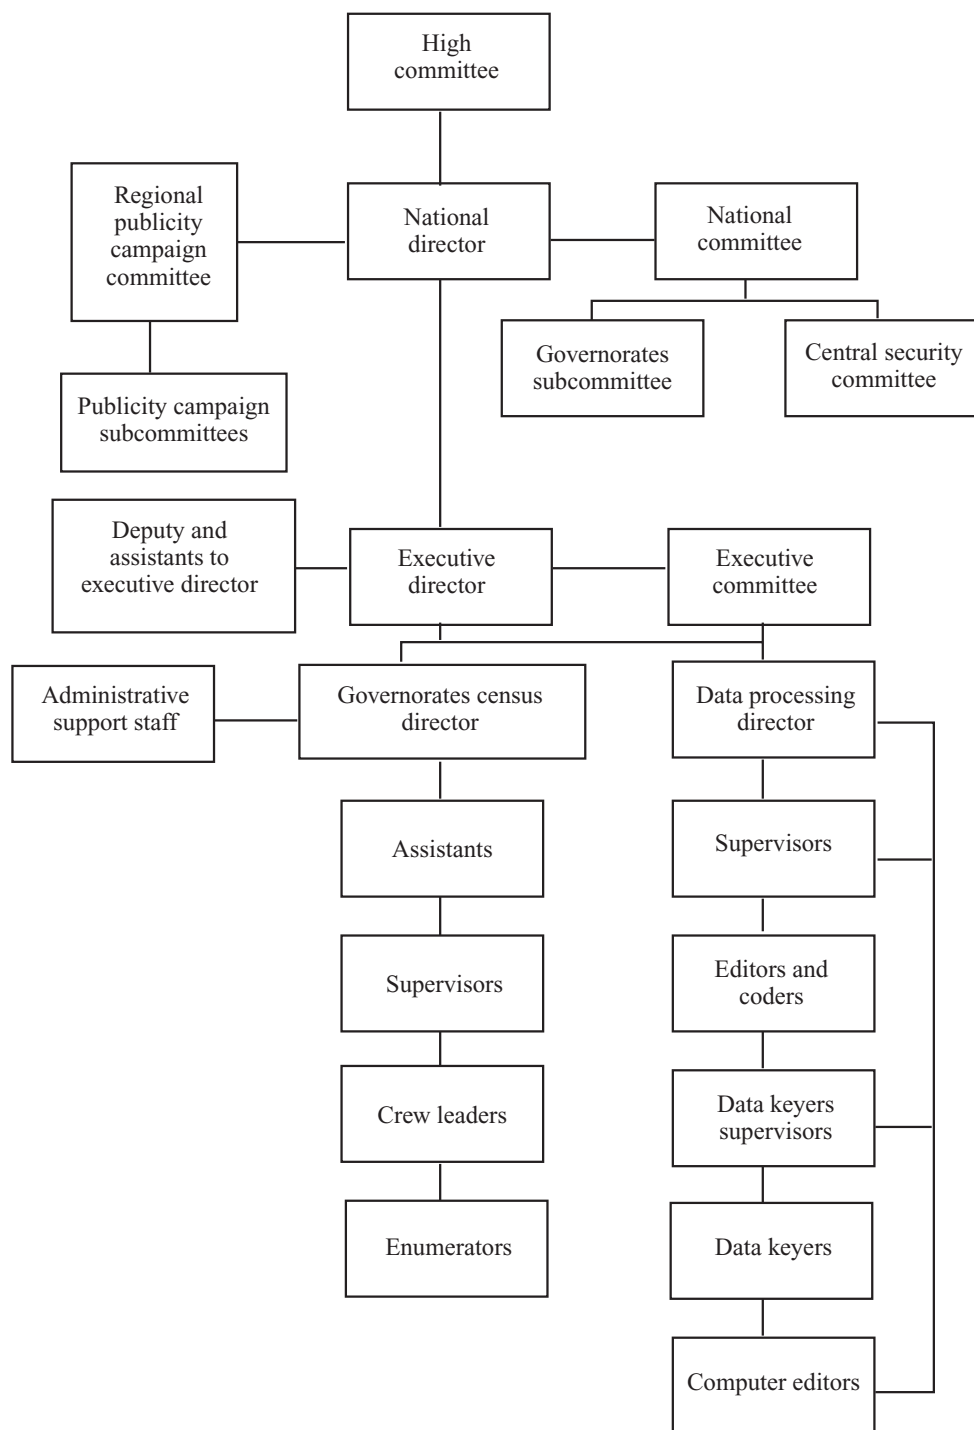 High
committee
Regional
publicity
campaign
committee
National
director
National
committee
Governorates
subcommittee
Central security
committee
Publicity campaign
subcommittees
Deputy and
assistants to
executive director
Executive
director
Executive
committee
Administrative
support staff
Governorates census
director
Data processing
director
Assistants
Supervisors
Supervisors
Editors and
coders
Crew leaders
Data keyers
supervisors
Enumerators
Data keyers
Computer editors